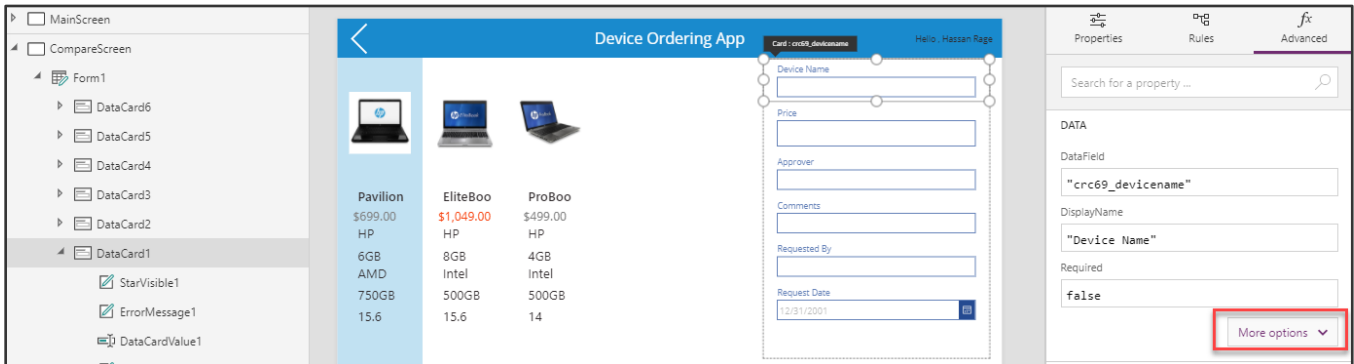 MainScreen
CompareScreen
Form1
DataCard6
DataCard5
DataCard4
DataCard3
DataCard2
DataCard1
StarVisible1
ErrorMessage1
DataCardValue1
Device Ordering App
Card : crc69_devicename
Hello , Hassan Rage
Pavilion EliteBoo ProBoo
$699.00 $1,049.00 $499.00
HP HP HP
6GB 8GB 4GB
AMD Intel Intel
750GB 500GB 500GB
15.6 15.6 14
Device Name
Price
Approver
Comments
Requested By
Request Date
12/31/2001
Properties Rules Advanced
Search for a property ...
DATA
DataField
"crc69_devicename"
DisplayName
"Device Name"
Required
false
More options